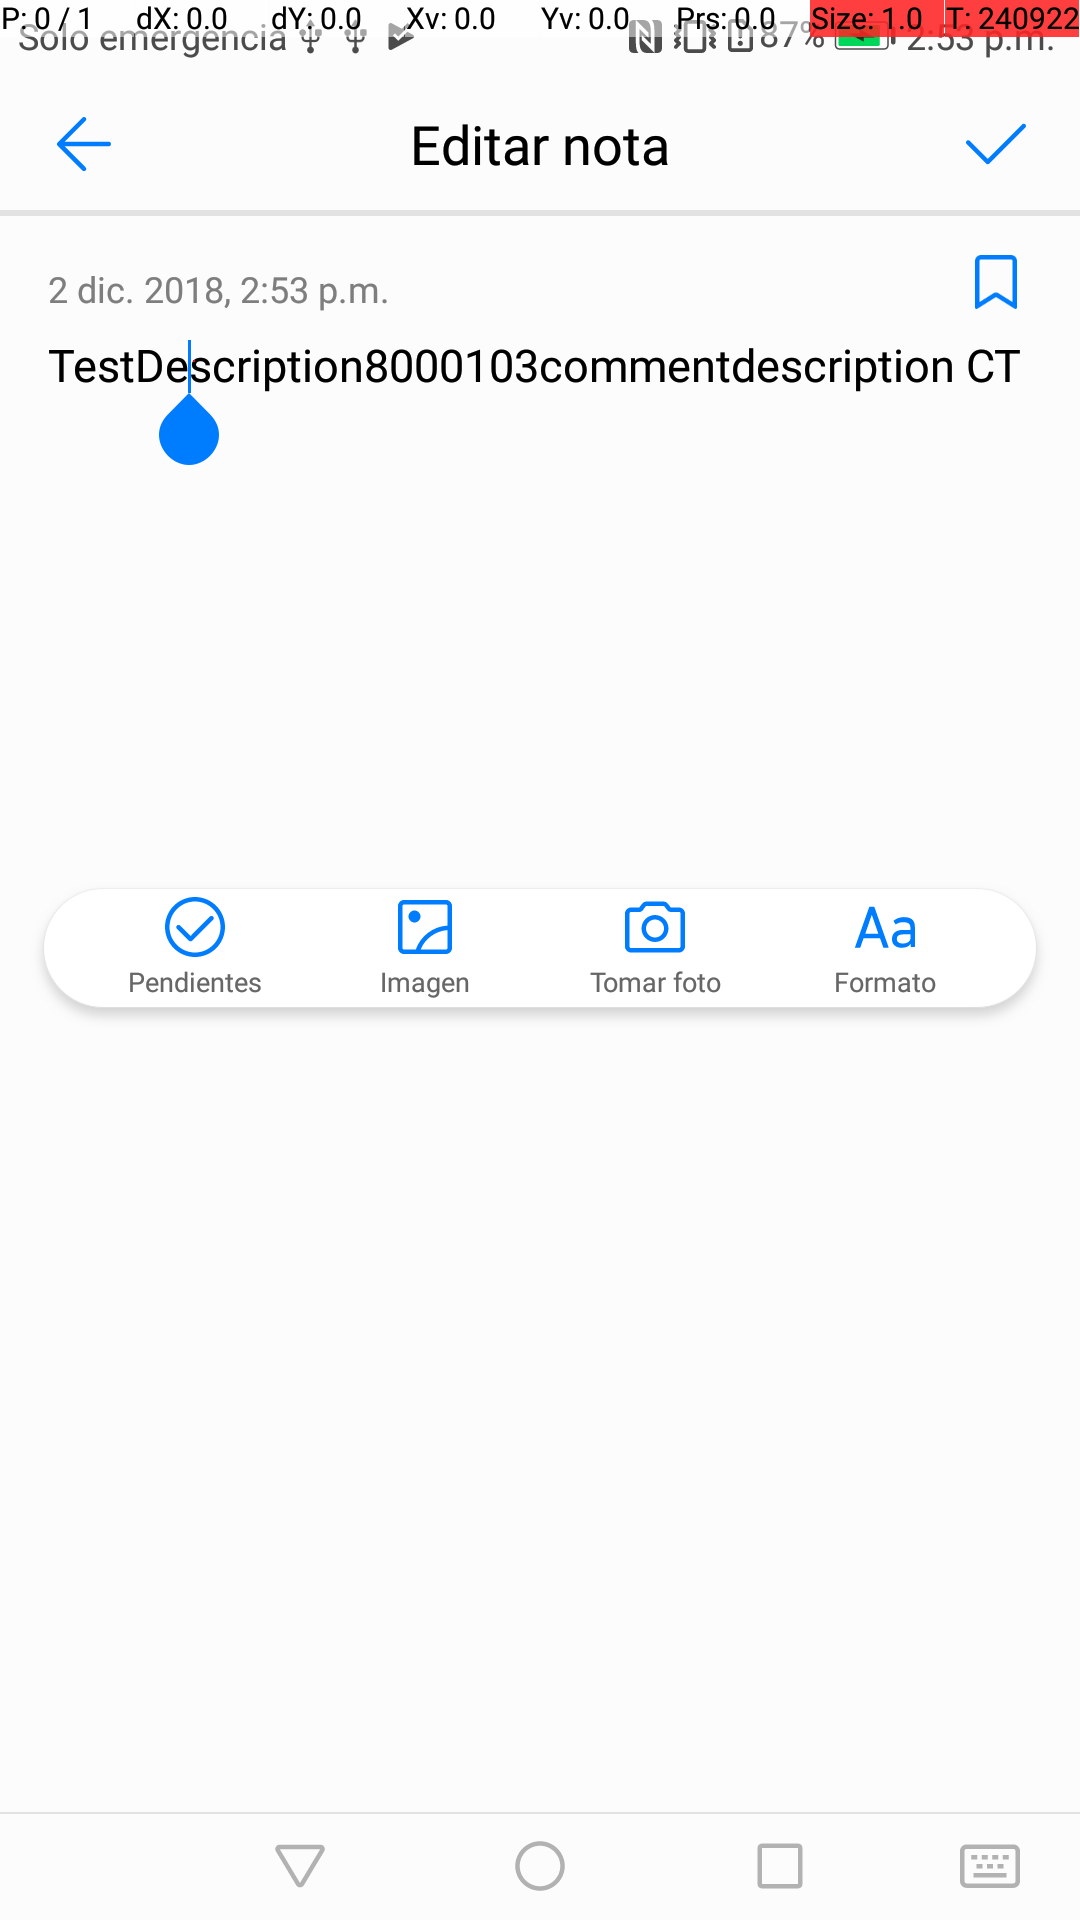 P: 0 / 1 dX: 0.0 dY: 0.0 Xv: 0.0 Yv: 0.0 Prs: 0.0 Size: 1.0 T: 240922
Solo emergencia 87% 2:53 p.m.
Editar nota
2 dic. 2018, 2:53 p.m.
TestDescription8000103commentdescription CT
Pendientes Imagen Tomar foto Aa Formato